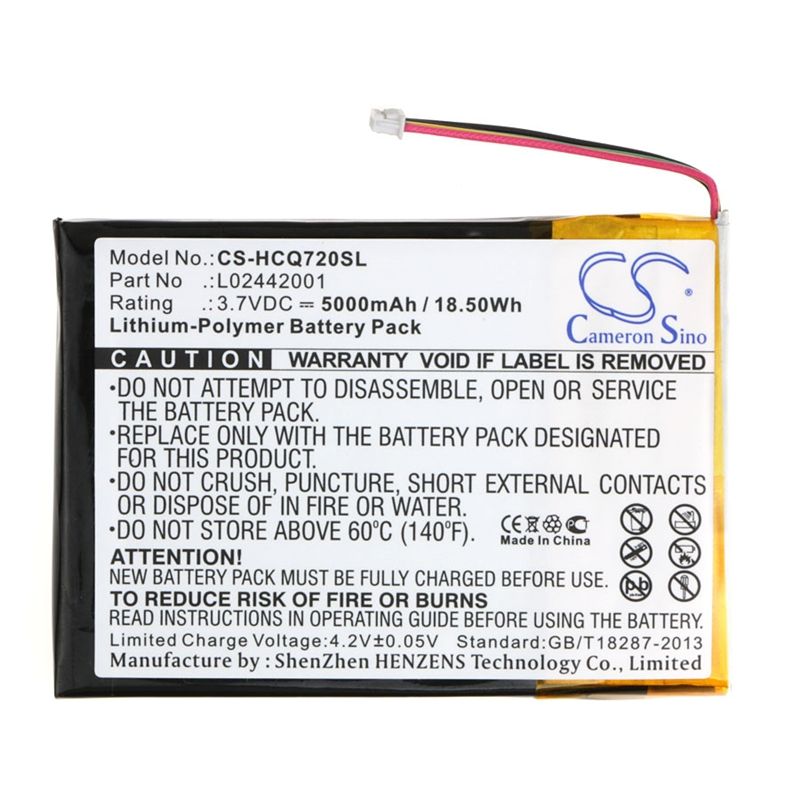 Model No.: CS-HCQ720SL
Part No .: L02442001
Rating .: 3.7VDC ⎓ 5000mAh / 18.50Wh
Lithium-Polymer Battery Pack
CS
Cameron Sino
CAUTION WARRANTY VOID IF LABEL IS REMOVED
•DO NOT ATTEMPT TO DISASSEMBLE, OPEN OR SERVICE
THE BATTERY PACK.
•REPLACE ONLY WITH THE BATTERY PACK DESIGNATED
FOR THIS PRODUCT.
•DO NOT CRUSH, PUNCTURE, SHORT EXTERNAL CONTACTS
OR DISPOSE OF IN FIRE OR WATER.
•DO NOT STORE ABOVE 60°C (140°F).
CE
Made In China
Pb
ATTENTION:
NEW BATTERY PACK MUST BE FULLY CHARGED BEFORE USE.
TO REDUCE RISK OF FIRE OR BURNS
READ INSTRUCTIONS BEFORE USING THE BATTERY.
Limited Charge Voltage:4.2V±0.05V Standard:GB/T18287-2013
Manufacture by : ShenZhen HENZENS Technology Co., Limited